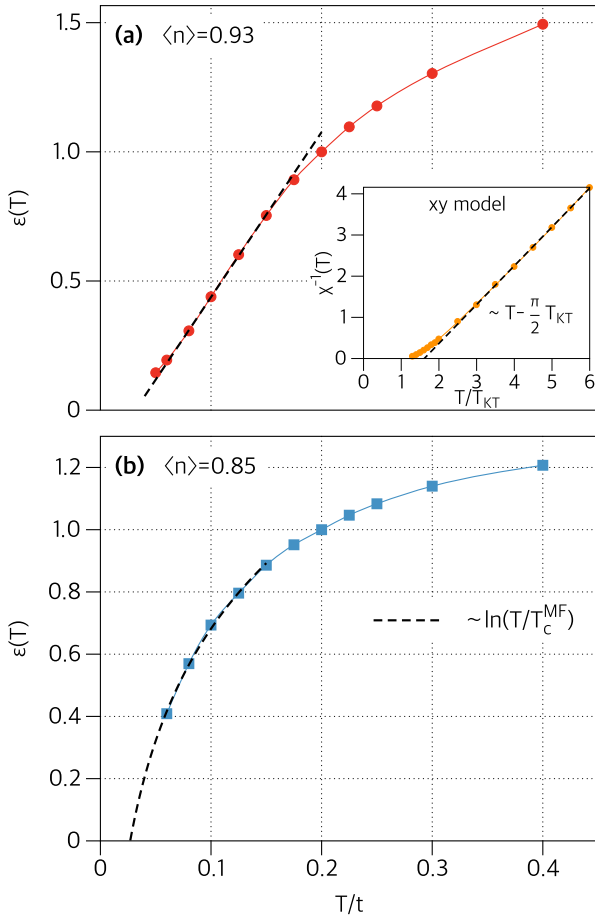 (a) ⟨n⟩=0.93
1.5
1.0
0.5
0
ε(T)
xy model
4
3
2
1
0
χ⁻¹(T)
~ T- π/2 T_KT
0 1 2 3 4 5 6
T/T_KT
(b) ⟨n⟩=0.85
1.2
1.0
0.8
0.6
0.4
0.2
0
ε(T)
~ln(T/T_c^MF)
0 0.1 0.2 0.3 0.4
T/t